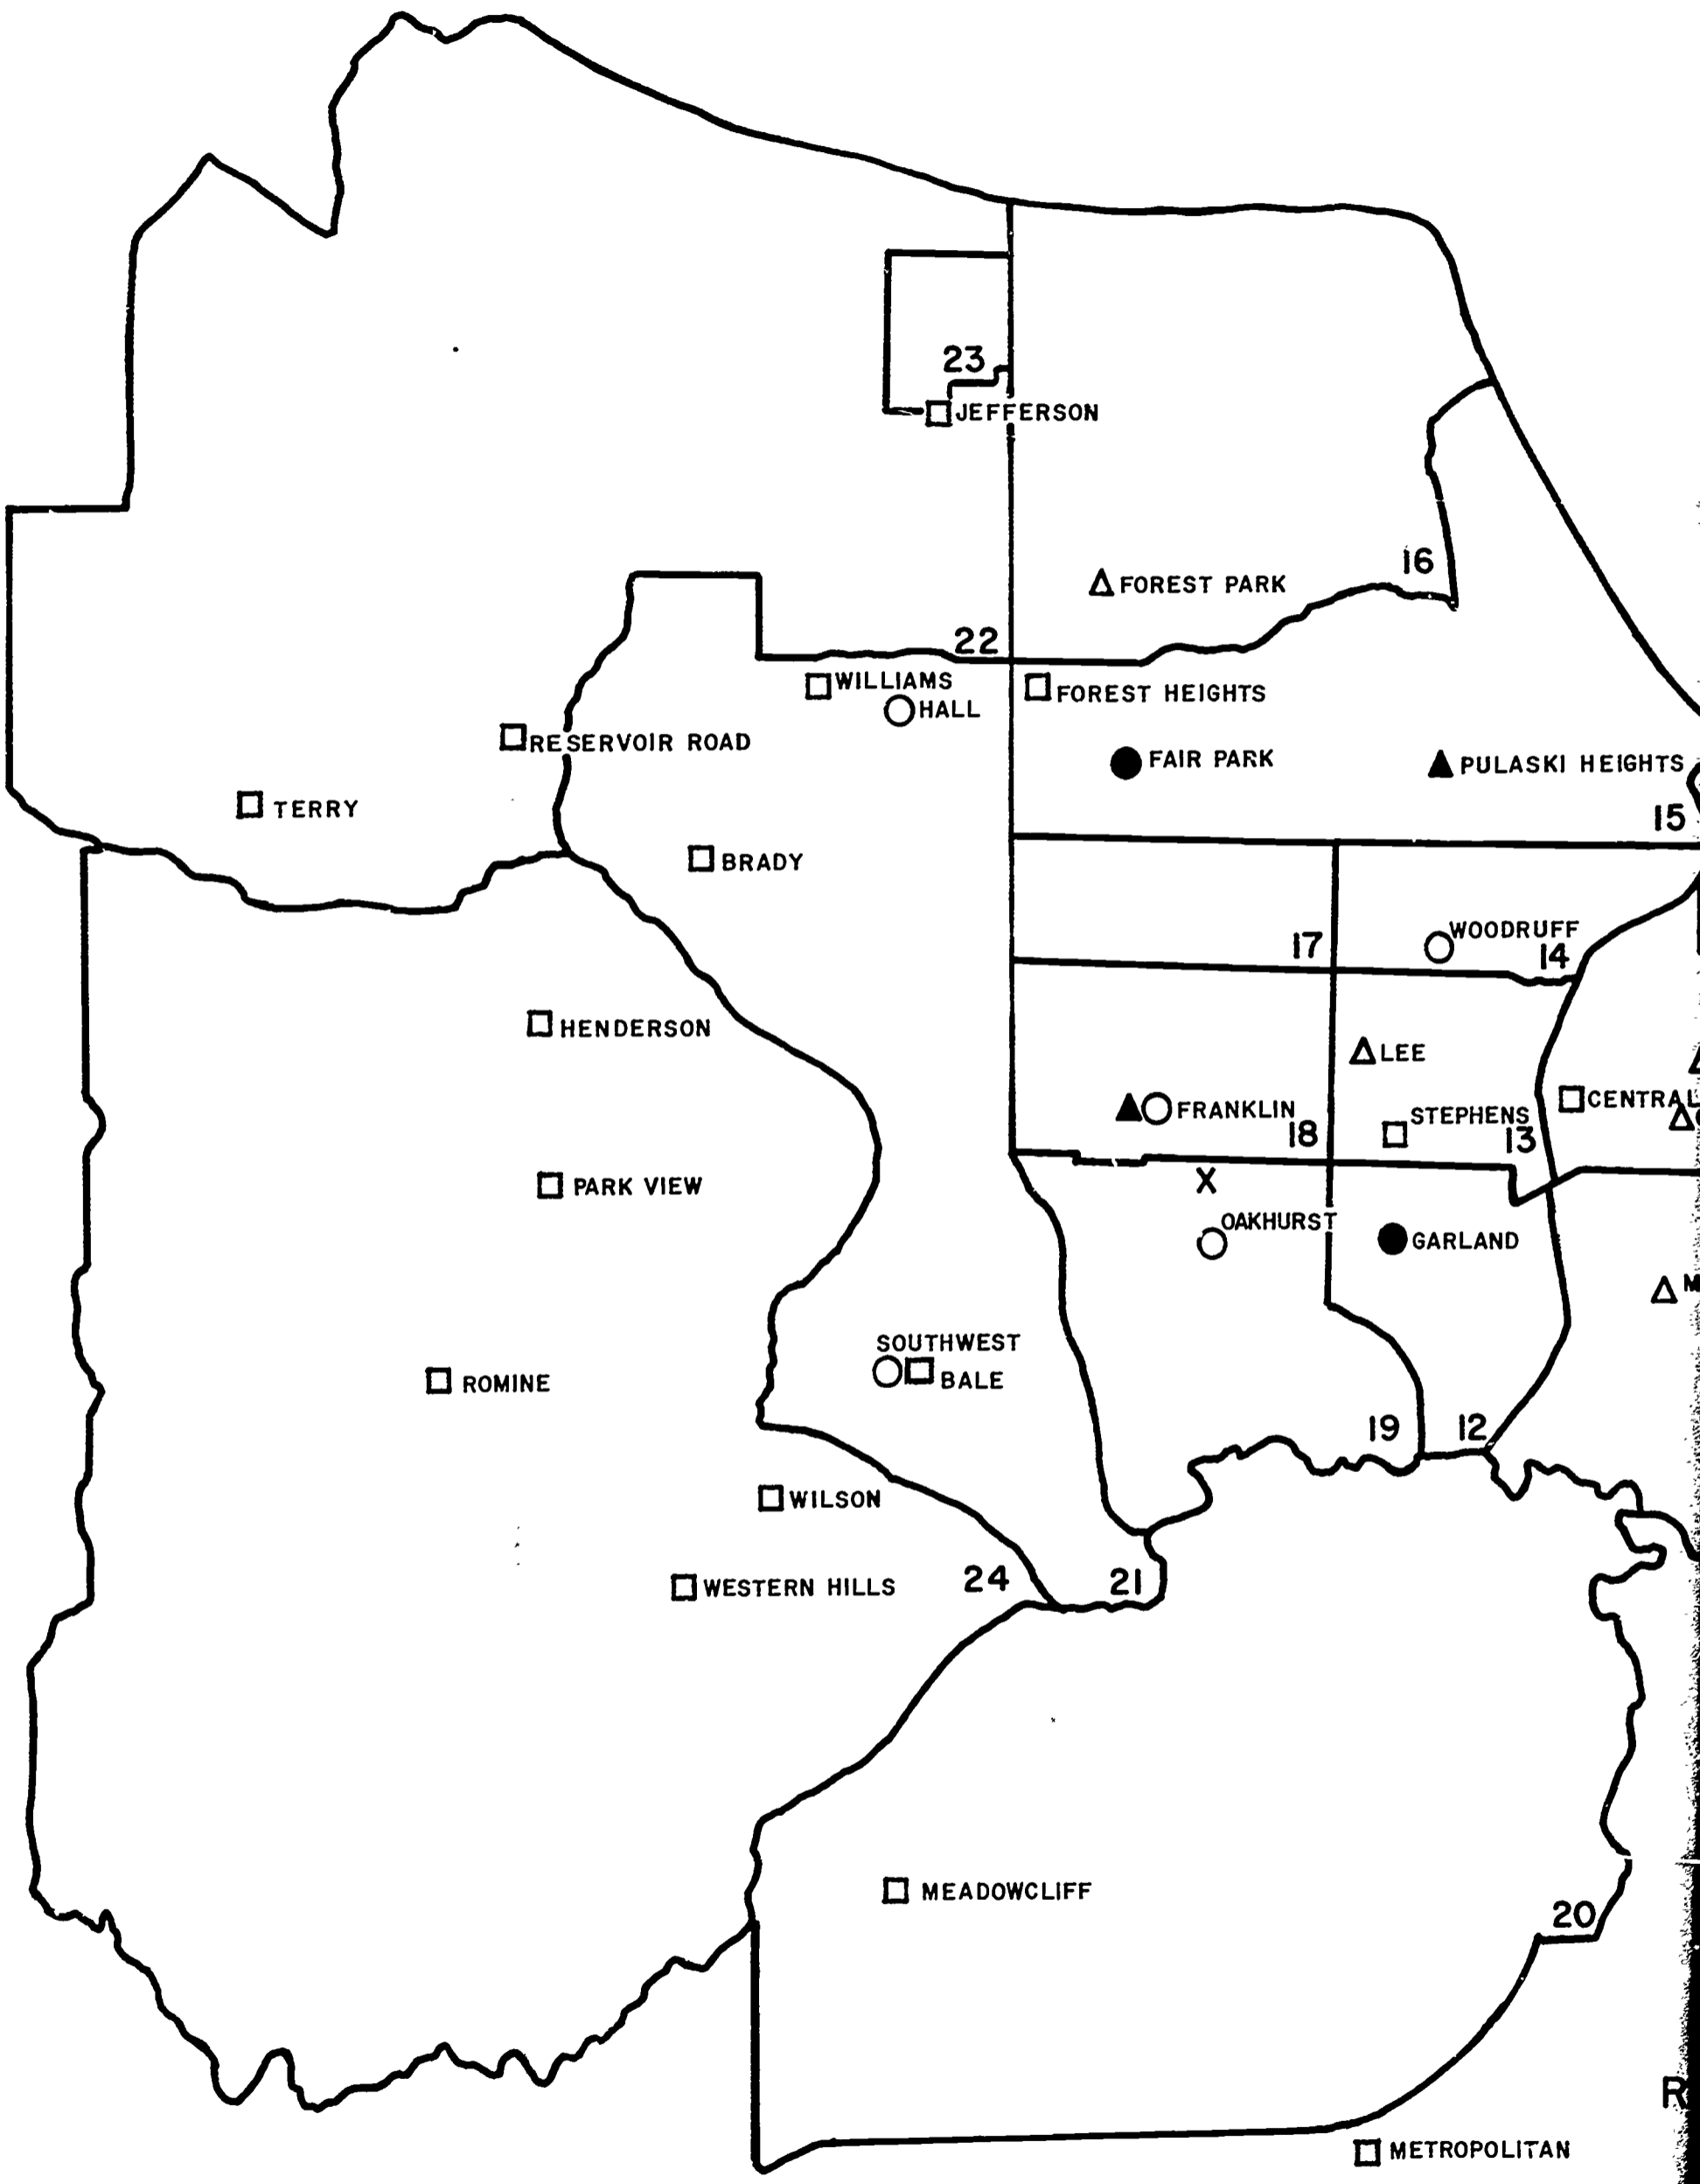 23
JEFFERSON
16
FOREST PARK
22
WILLIAMS
HALL
FOREST HEIGHTS
RESERVOIR ROAD
FAIR PARK
PULASKI HEIGHTS
TERRY
15
BRADY
WOODRUFF
17
14
HENDERSON
LEE
CENTRAL
FRANKLIN
STEPHENS
18
13
PARK VIEW
X
OAKHURST
GARLAND
M
SOUTHWEST
BALE
ROMINE
19
12
WILSON
24
21
WESTERN HILLS
MEADOWCLIFF
20
R
METROPOLITAN